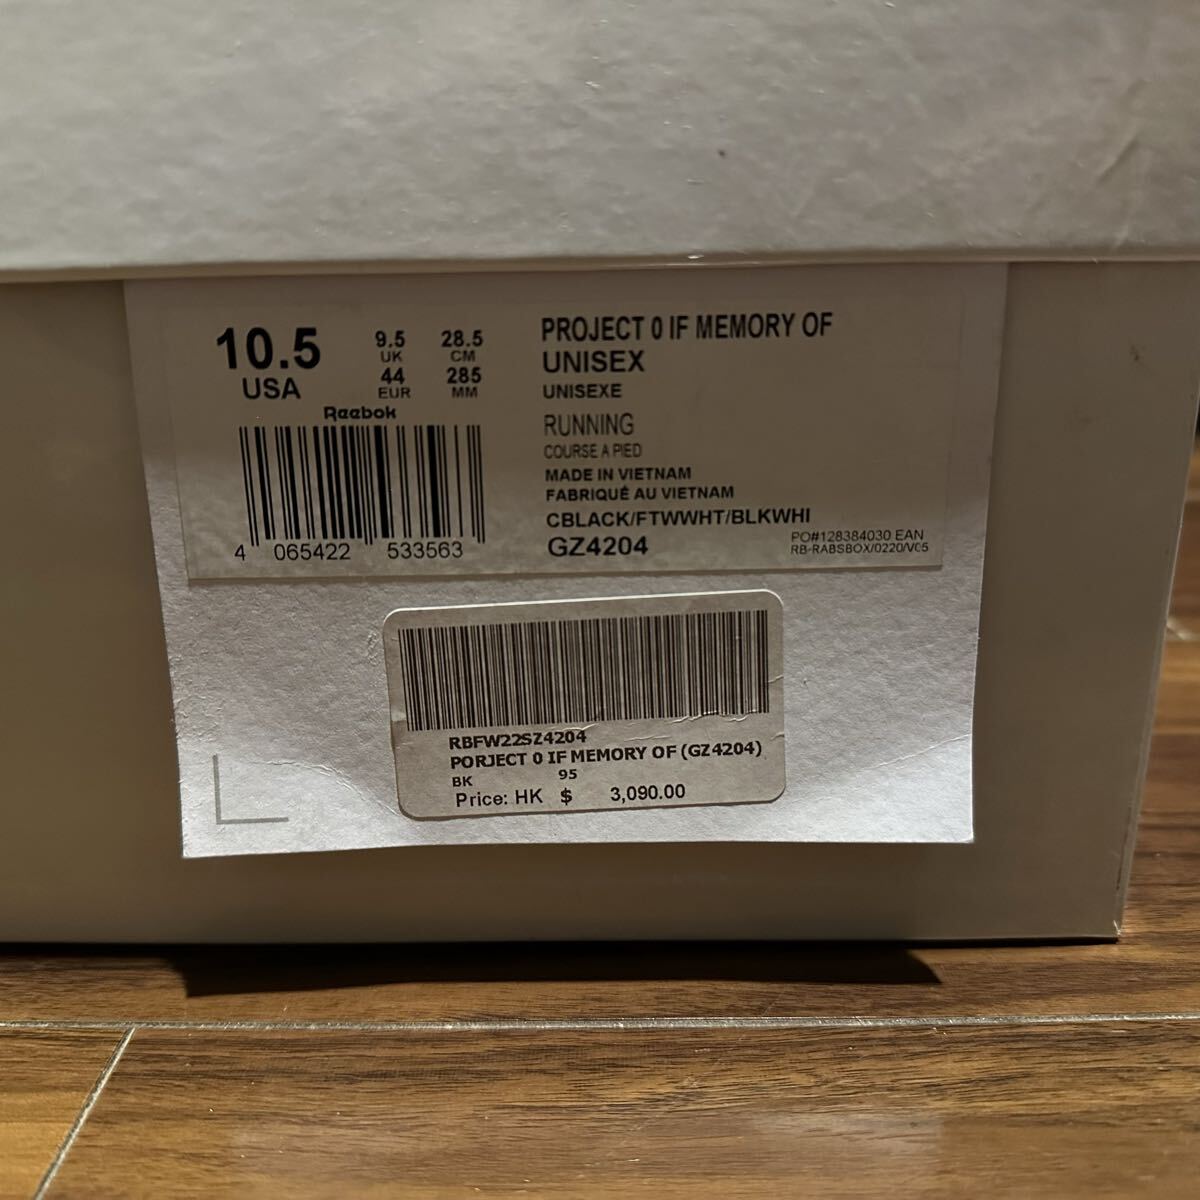 10.5
USA
9.5
UK
44
EUR
28.5
CM
285
MM
Reebok
4 065422 533563
PROJECT 0 IF MEMORY OF
UNISEX
UNISEXE
RUNNING
COURSE A PIED
MADE IN VIETNAM
FABRIQUÉ AU VIETNAM
CBLACK/FTWWHT/BLKWHI
GZ4204
PO#128384030 EAN
RB-RABSBOX/0220/V05
RBFW22SZ4204
PORJECT 0 IF MEMORY OF (GZ4204)
BK 95
Price: HK $ 3,090.00